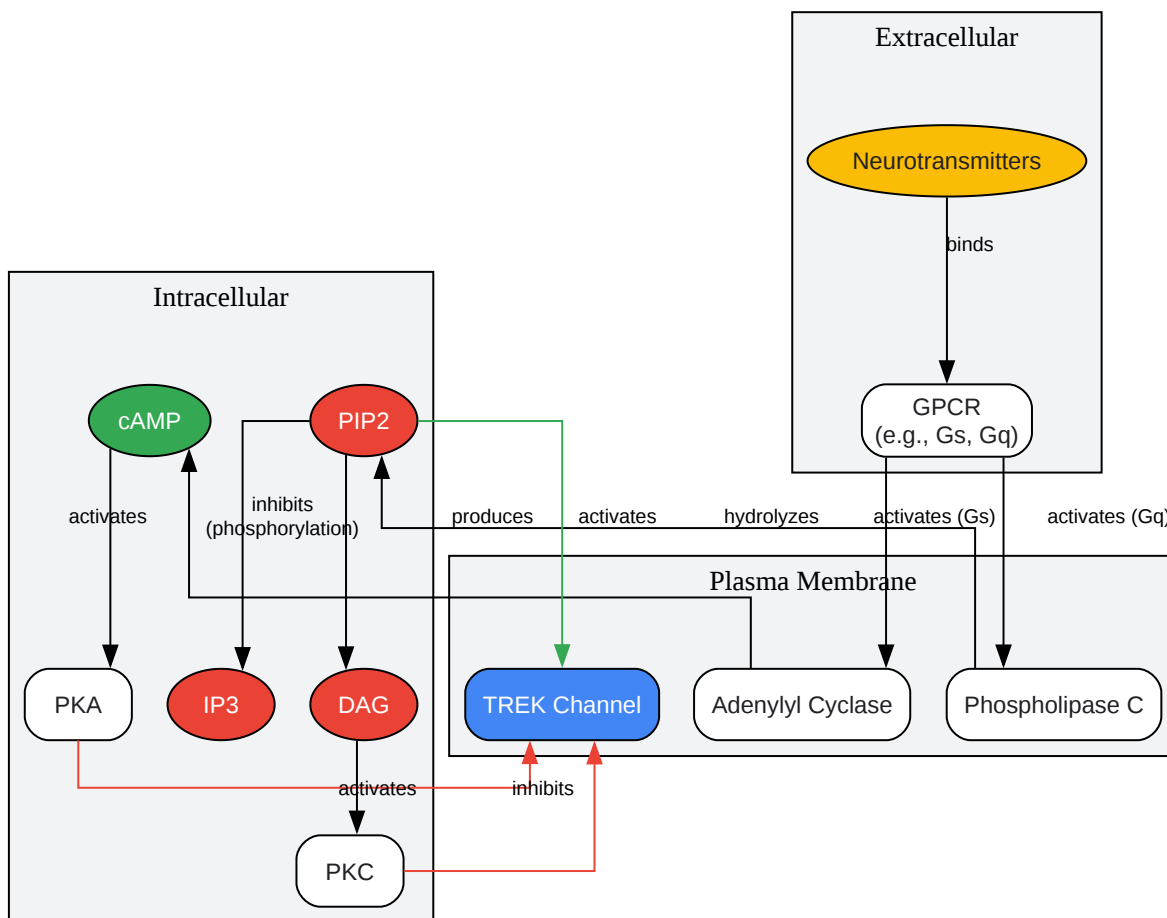 Extracellular
Neurotransmitters
binds
Intracellular
cAMP
PIP2
GPCR
(e.g., Gs, Gq)
activates
inhibits
(phosphorylation)
produces
activates
hydrolyzes
activates (Gs)
activates (Gq)
Plasma Membrane
PKA
IP3
DAG
TREK Channel
Adenylyl Cyclase
Phospholipase C
activates
inhibits
PKC